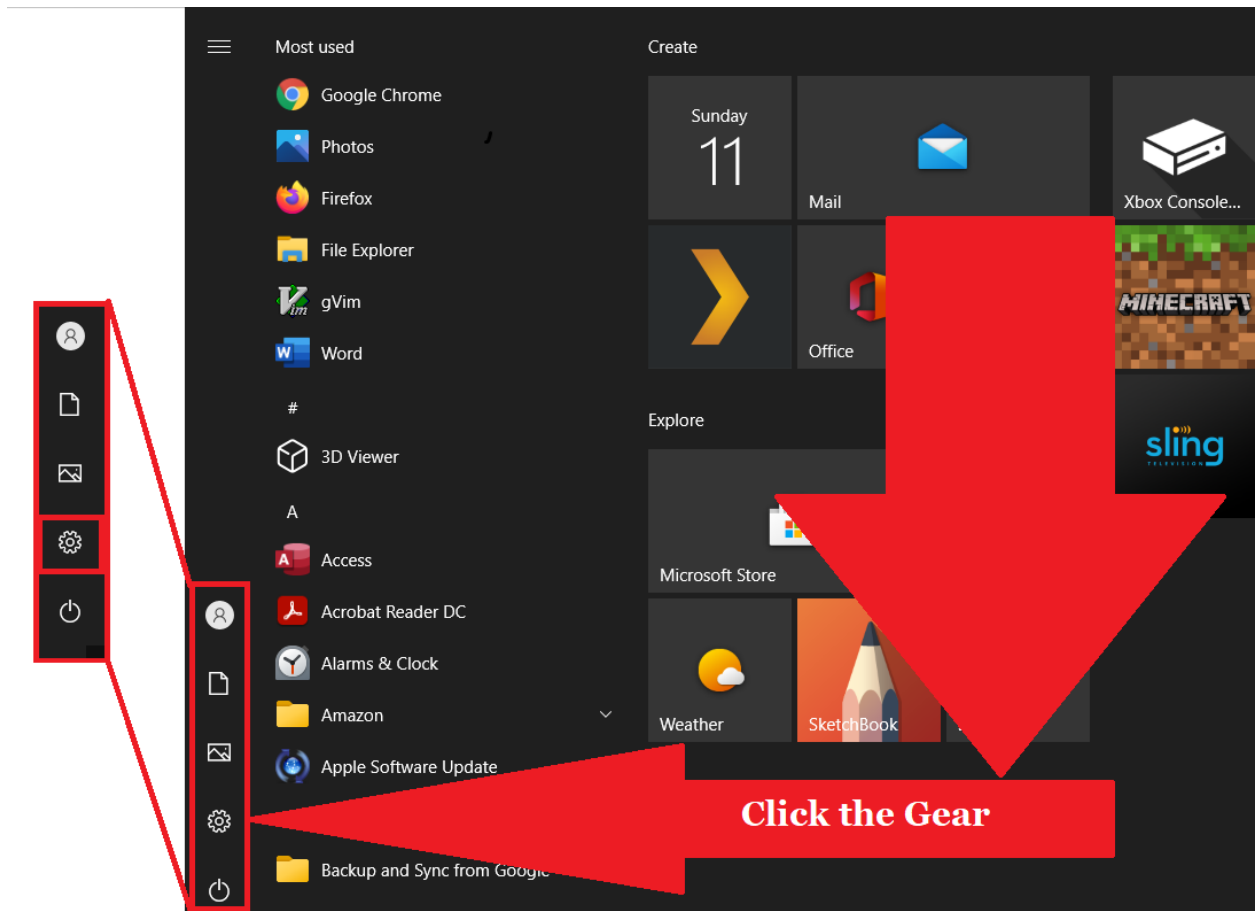 Most used
Google Chrome
Photos
Firefox
File Explorer
Vim
gVim
W
Word
#
3D Viewer
A
A
Access
Acrobat Reader DC
Alarms & Clock
Amazon
Apple Software Update
Backup and Sync from Google
Create
Sunday
11
Mail
Xbox Console...
Office
MINECRAFT
Explore
sling
TELEVISION
Microsoft Store
Weather
SketchBook
Click the Gear